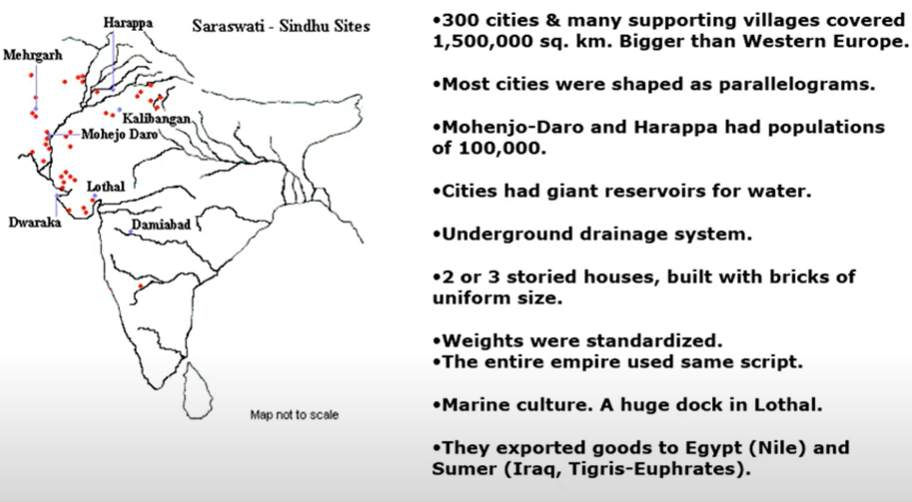 Saraswati - Sindhu Sites
Harappa
Mehrgarh
Kalibangan
Mohejo Daro
Lothal
Dwaraka
Damiabad
Map not to scale
•300 cities & many supporting villages covered
1,500,000 sq. km. Bigger than Western Europe.
•Most cities were shaped as parallelograms.
•Mohenjo-Daro and Harappa had populations
of 100,000.
•Cities had giant reservoirs for water.
•Underground drainage system.
•2 or 3 storied houses, built with bricks of
uniform size.
•Weights were standardized.
•The entire empire used same script.
•Marine culture. A huge dock in Lothal.
•They exported goods to Egypt (Nile) and
Sumer (Iraq, Tigris-Euphrates).